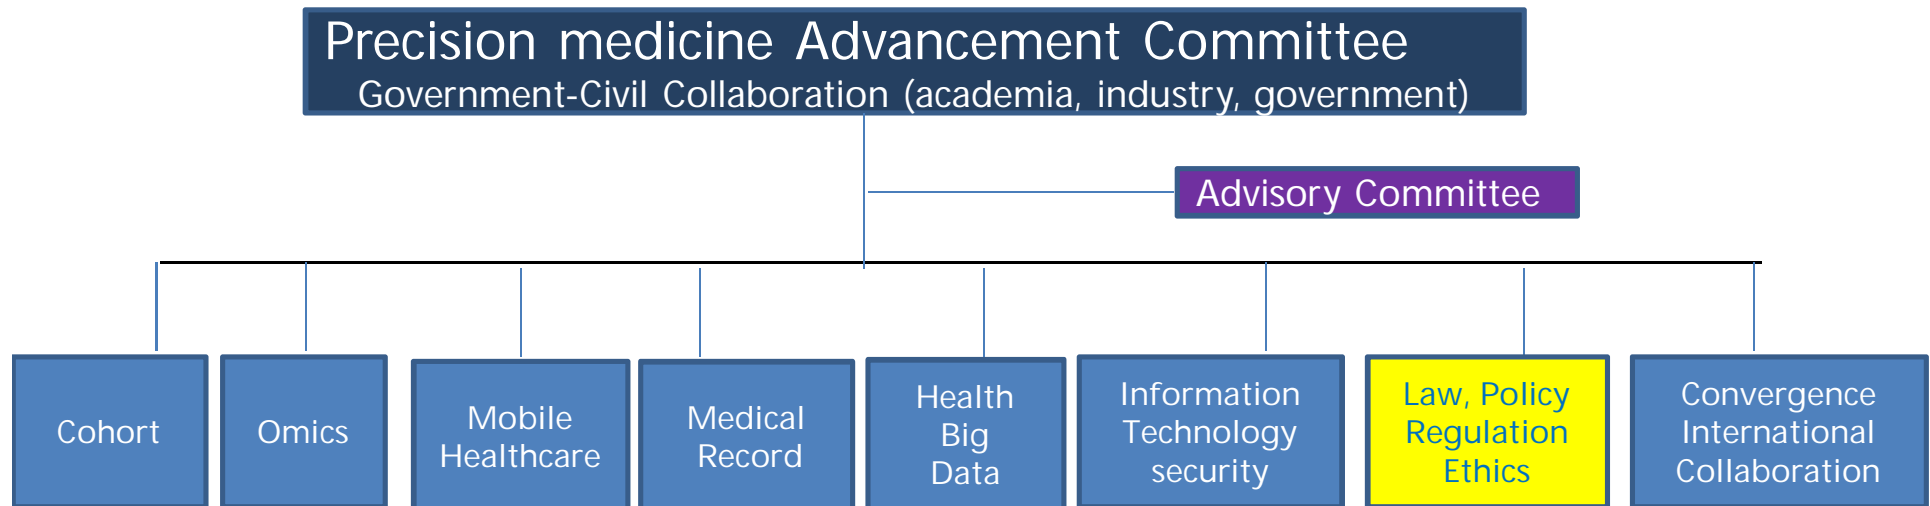 Precision medicine Advancement Committee
Government-Civil Collaboration (academia, industry, government)
Advisory Committee
Cohort
Omics
Mobile
Healthcare
Medical
Record
Health
Big
Data
Information
Technology
security
Law, Policy
Regulation
Ethics
Convergence
International
Collaboration